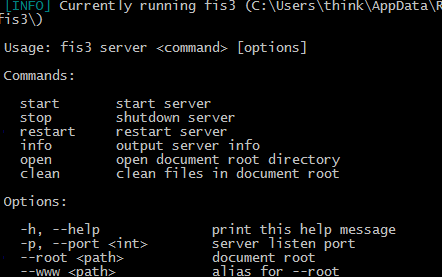 [INFO] Currently running fis3 (C:\Users\think\AppData\R
fis3\)
Usage: fis3 server <command> [options]
Commands:
start start server
stop shutdown server
restart restart server
info output server info
open open document root directory
clean clean files in document root
Options:
-h, --help print this help message
-p, --port <int> server listen port
--root <path> document root
--www <path> alias for --root